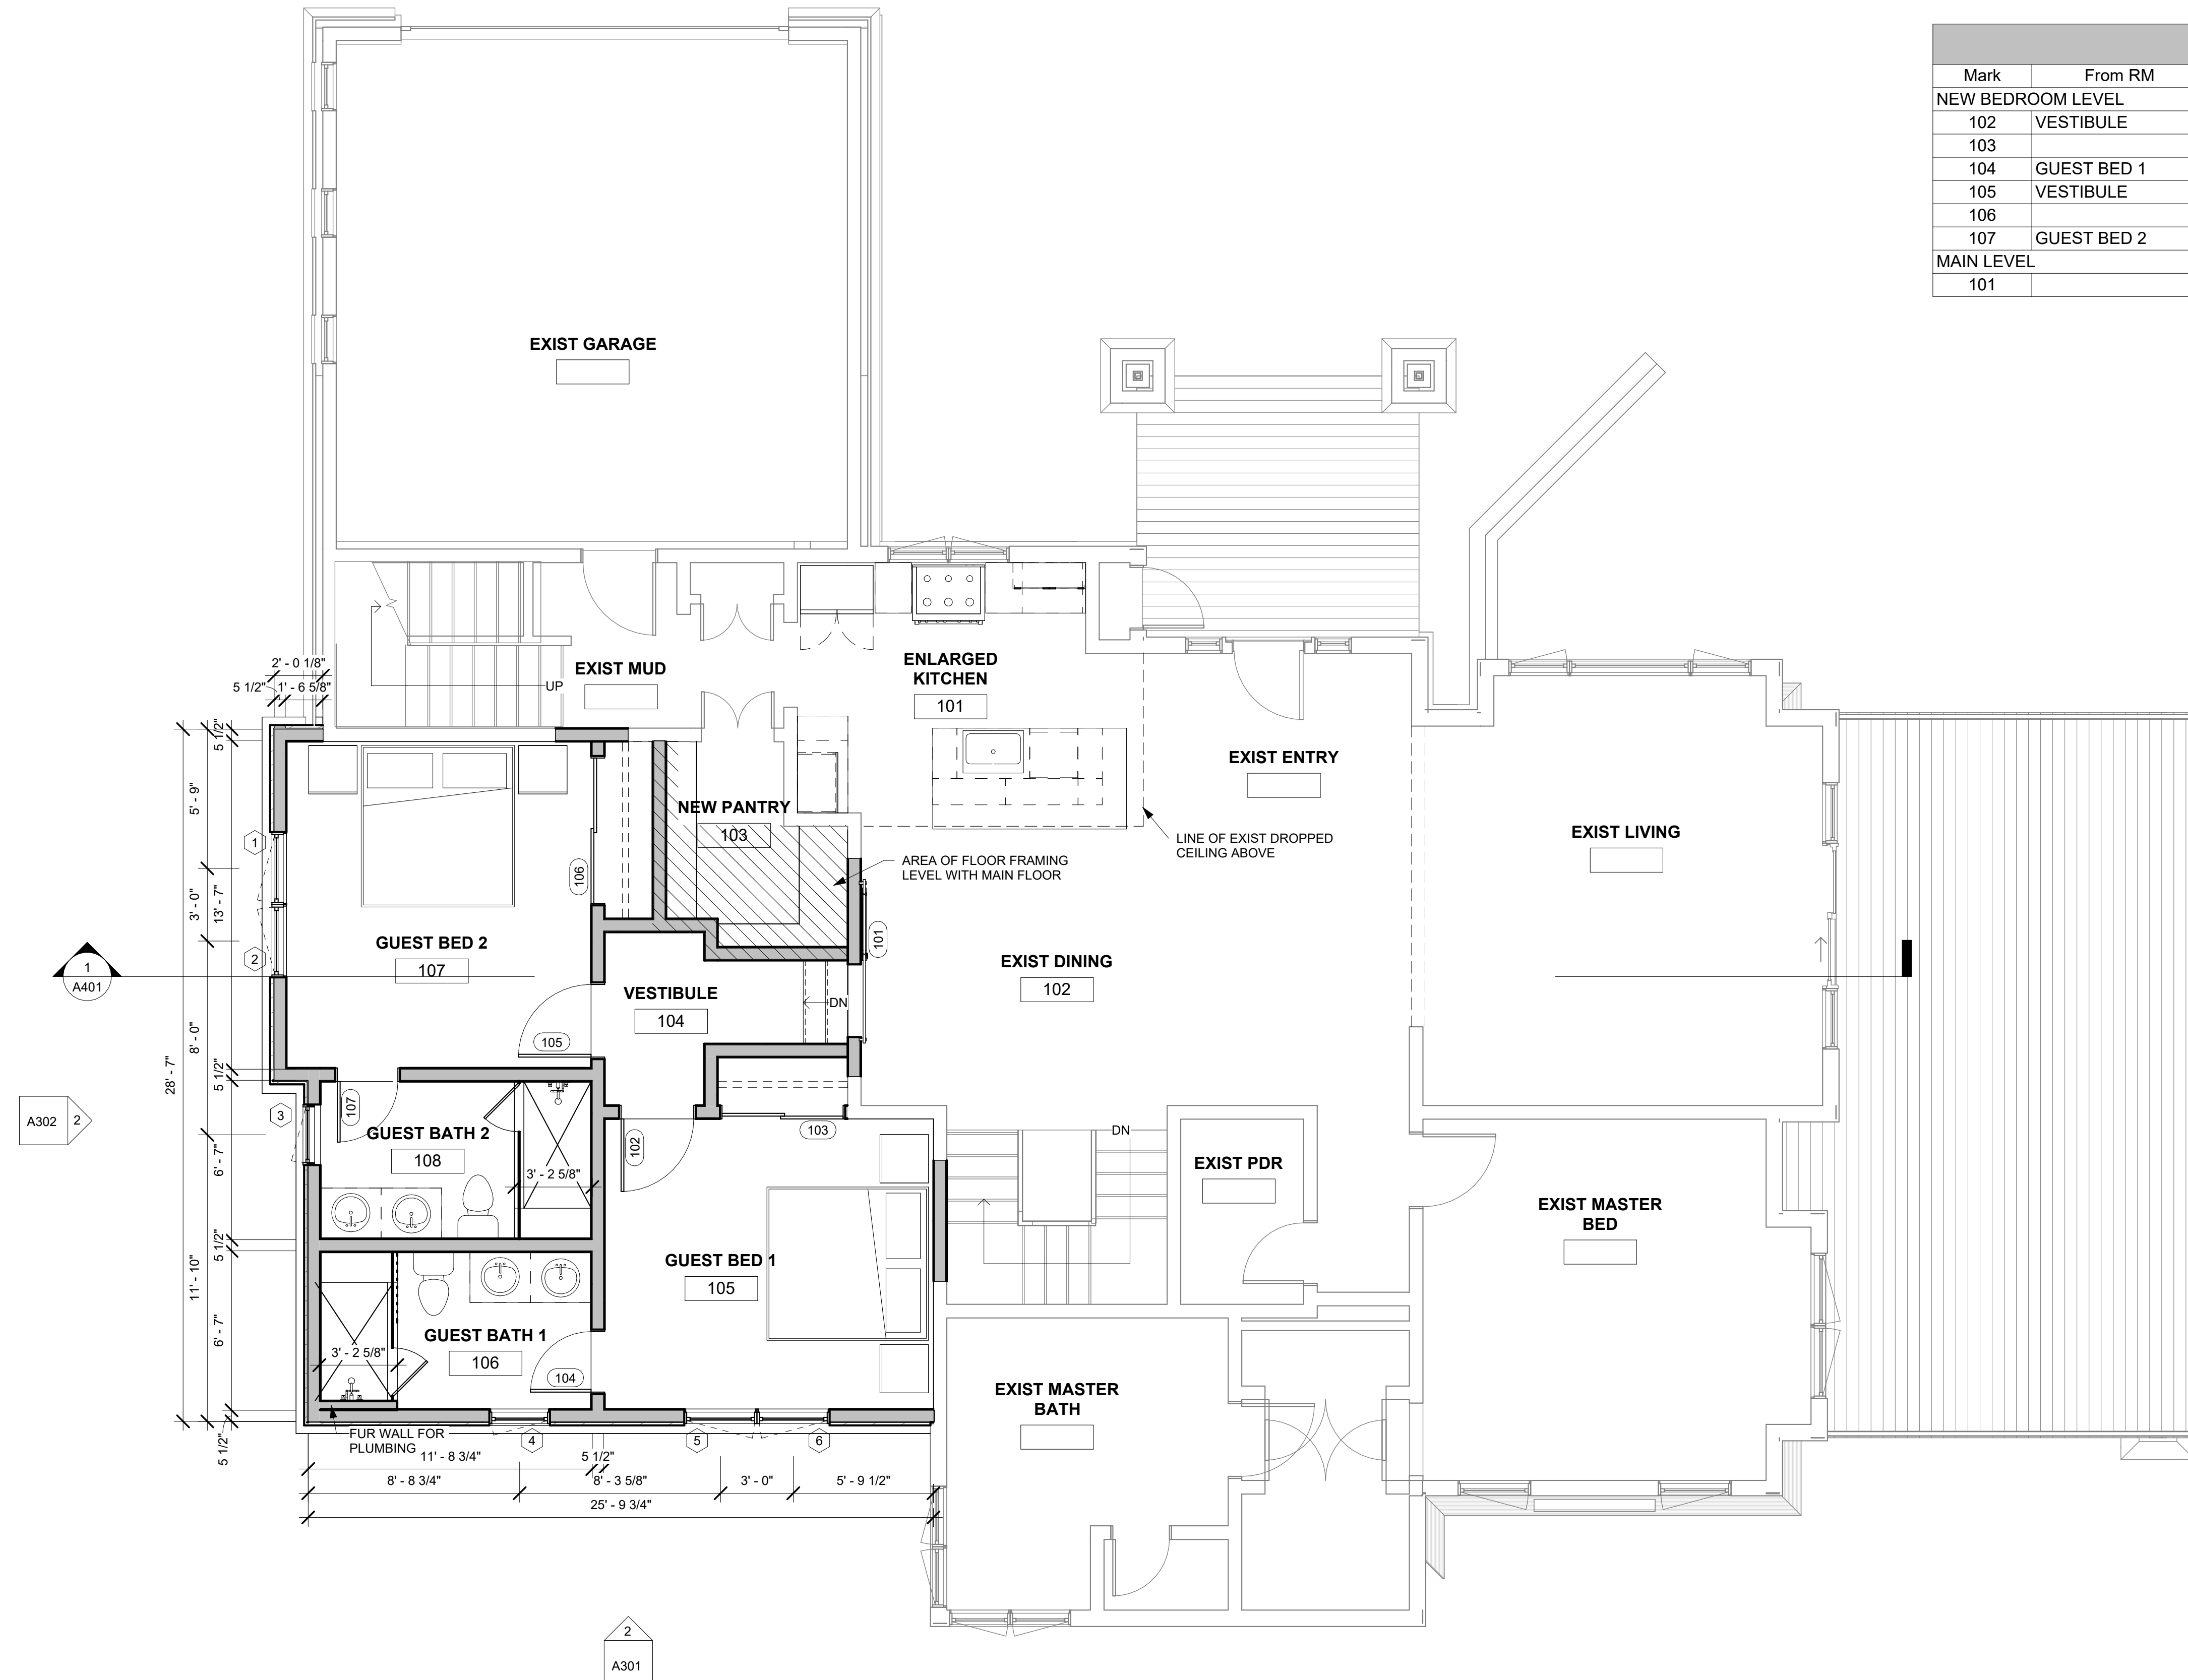 Mark From RM
NEW BEDROOM LEVEL
102 VESTIBULE
103
104 GUEST BED 1
105 VESTIBULE
106
107 GUEST BED 2
MAIN LEVEL
101
EXIST GARAGE
EXIST MUD
UP
ENLARGED
KITCHEN
101
EXIST ENTRY
LINE OF EXIST DROPPED
CEILING ABOVE
EXIST LIVING
NEW PANTRY
103
AREA OF FLOOR FRAMING
LEVEL WITH MAIN FLOOR
2' - 0 1/8"
5 1/2"
1' - 6 5/8"
5 1/2"
5' - 9"
3' - 0"
13' - 7"
8' - 0"
28' - 7"
5 1/2"
6' - 7"
5 1/2"
11' - 10"
6' - 7"
5 1/2"
1
2
3
106
101
GUEST BED 2
107
1
A401
EXIST DINING
102
VESTIBULE
104
DN
105
A302 2
107
GUEST BATH 2
108
3' - 2 5/8"
102
103
DN
EXIST PDR
EXIST MASTER
BED
GUEST BED 1
105
GUEST BATH 1
106
3' - 2 5/8"
104
EXIST MASTER
BATH
FUR WALL FOR
PLUMBING
4
5
6
11' - 8 3/4"
5 1/2"
8' - 8 3/4"
8' - 3 5/8"
3' - 0"
5' - 9 1/2"
25' - 9 3/4"
2
A301